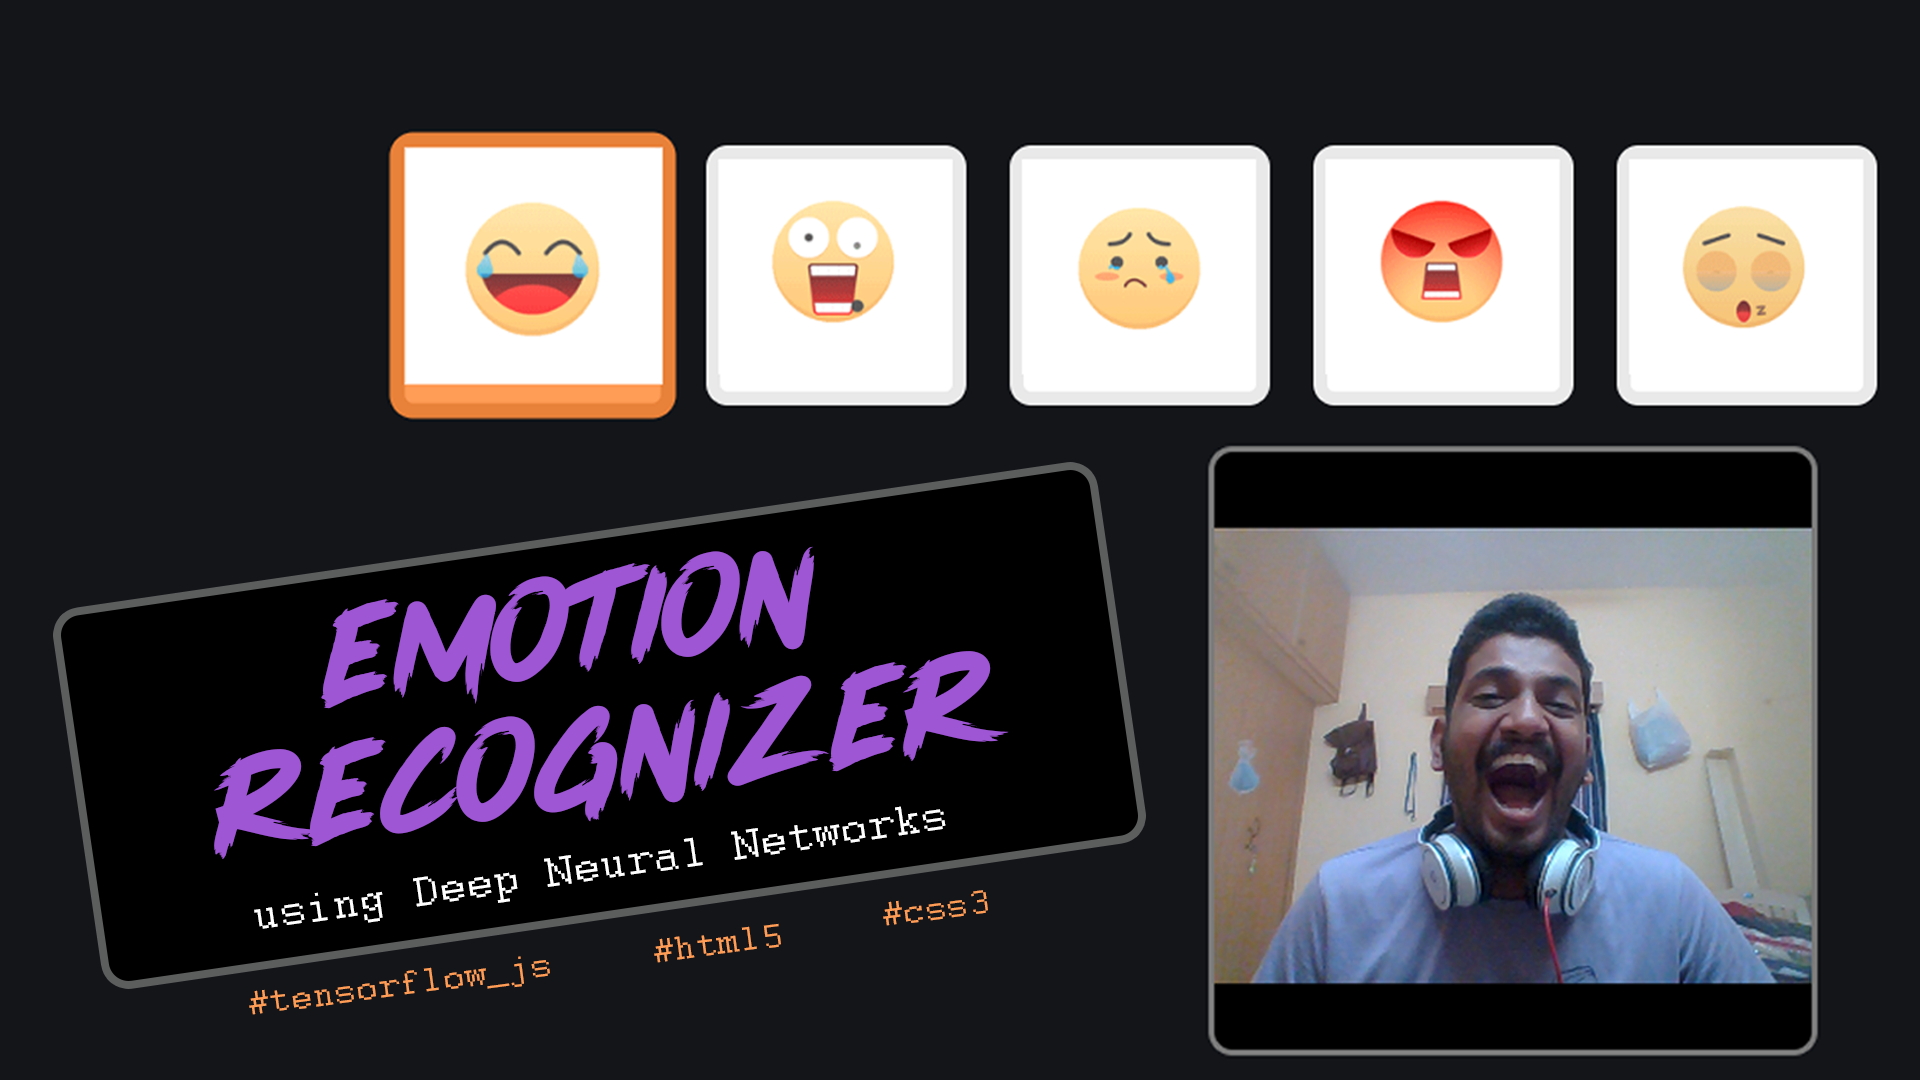 z
EMOTION
RECOGNIZER
using Deep Neural Networks
#tensorflow_js #html5 #css3